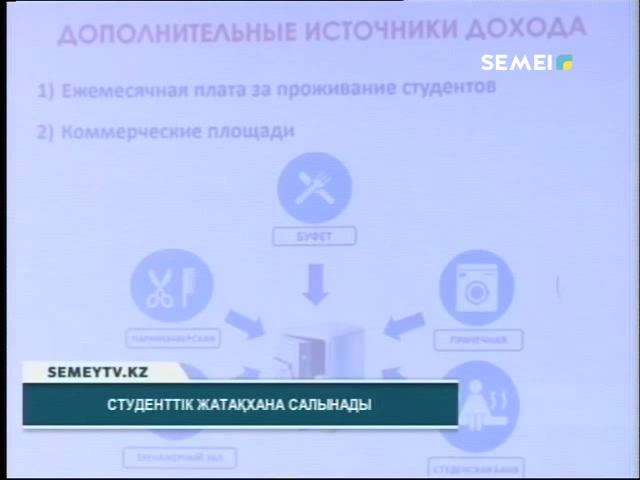 ДОПОЛНИТЕЛЬНЫЕ ИСТОЧНИКИ ДОХОДА
SEMEI
1) Ежемесячная плата за проживание студентов
2) Коммерческие площади
БУФЕТ
ПАРИКМАХЕРСКАЯ
ПРАЧЕЧНАЯ
SEMEYTV.KZ
СТУДЕНТТІК ЖАТАҚХАНА САЛЫНАДЫ
ТРЕНАЖОРНЫЙ ЗАЛ
СТУДЕНСКАЯ БАНЯ